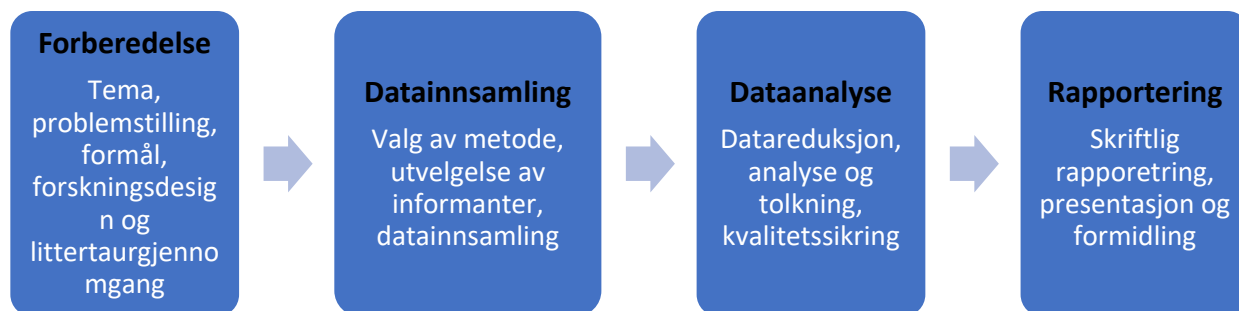 Forberedelse
Tema,
problemstilling,
formål,
forskningsdesig
n og
littertaurgjenno
mgang
Datainnsamling
Valg av metode,
utvelgelse av
informanter,
datainnsamling
Dataanalyse
Datareduksjon,
analyse og
tolkning,
kvalitetssikring
Rapportering
Skriftlig
rapporetring,
presentasjon og
formidling